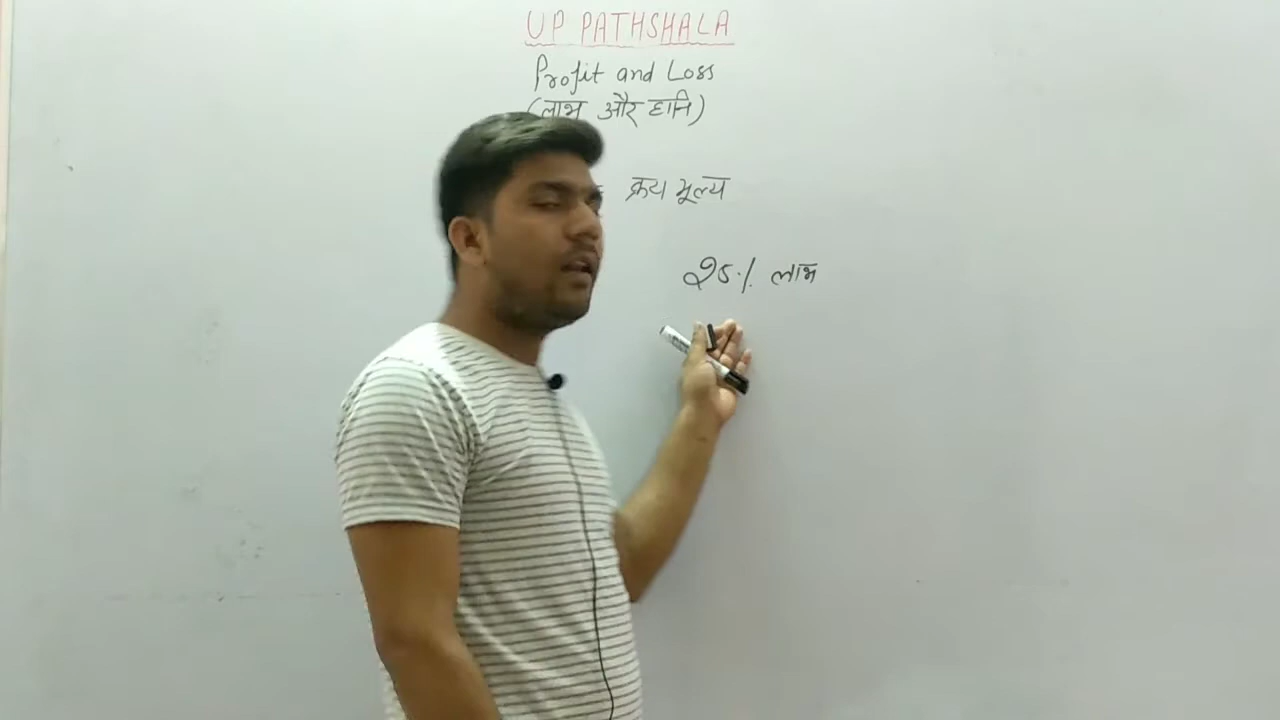 UP PATHSHALA
Profit and Loss
(लाभ और हानि)
क्रय मूल्य
25% लाभ